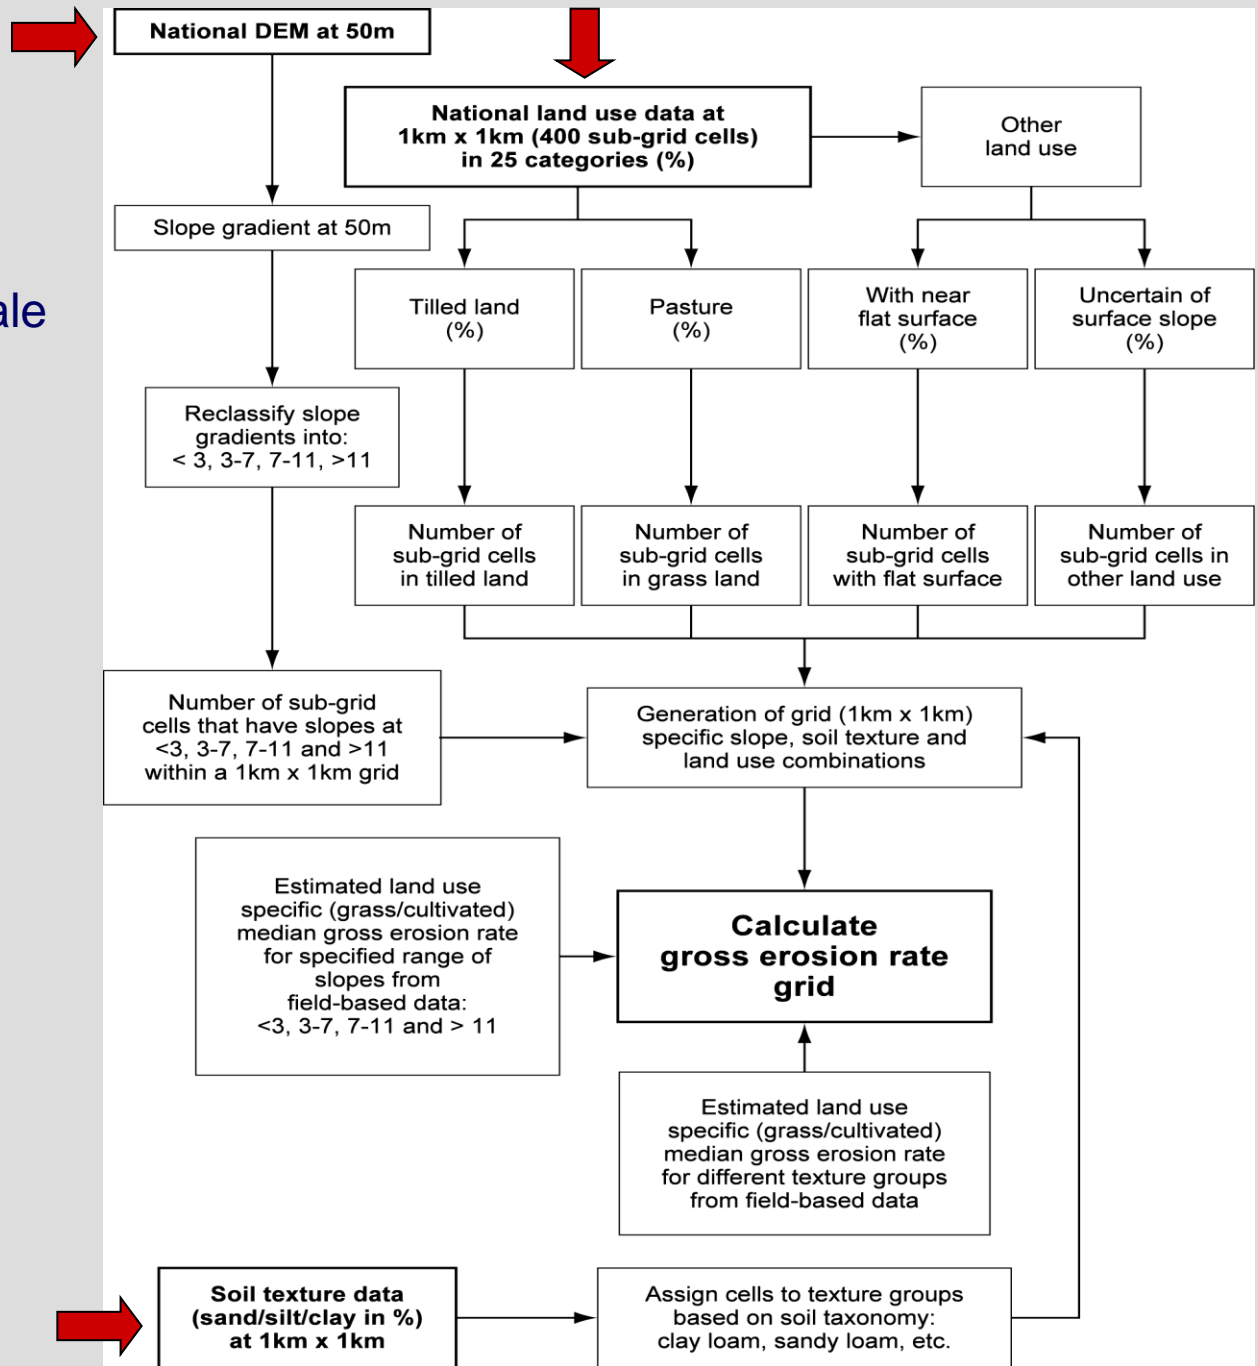 National DEM at 50m
National land use data at
1km x 1km (400 sub-grid cells)
in 25 categories (%)
Other
land use
Slope gradient at 50m
ale
Tilled land
(%)
Pasture
(%)
With near
flat surface
(%)
Uncertain of
surface slope
(%)
Reclassify slope
gradients into:
< 3, 3-7, 7-11, >11
Number of
sub-grid cells
in tilled land
Number of
sub-grid cells
in grass land
Number of
sub-grid cells
with flat surface
Number of
sub-grid cells in
other land use
Number of sub-grid
cells that have slopes at
<3, 3-7, 7-11 and >11
within a 1km x 1km grid
Generation of grid (1km x 1km)
specific slope, soil texture and
land use combinations
Estimated land use
specific (grass/cultivated)
median gross erosion rate
for specified range of
slopes from
field-based data:
<3, 3-7, 7-11 and > 11
Calculate
gross erosion rate
grid
Estimated land use
specific (grass/cultivated)
median gross erosion rate
for different texture groups
from field-based data
Soil texture data
(sand/silt/clay in %)
at 1km x 1km
Assign cells to texture groups
based on soil taxonomy:
clay loam, sandy loam, etc.